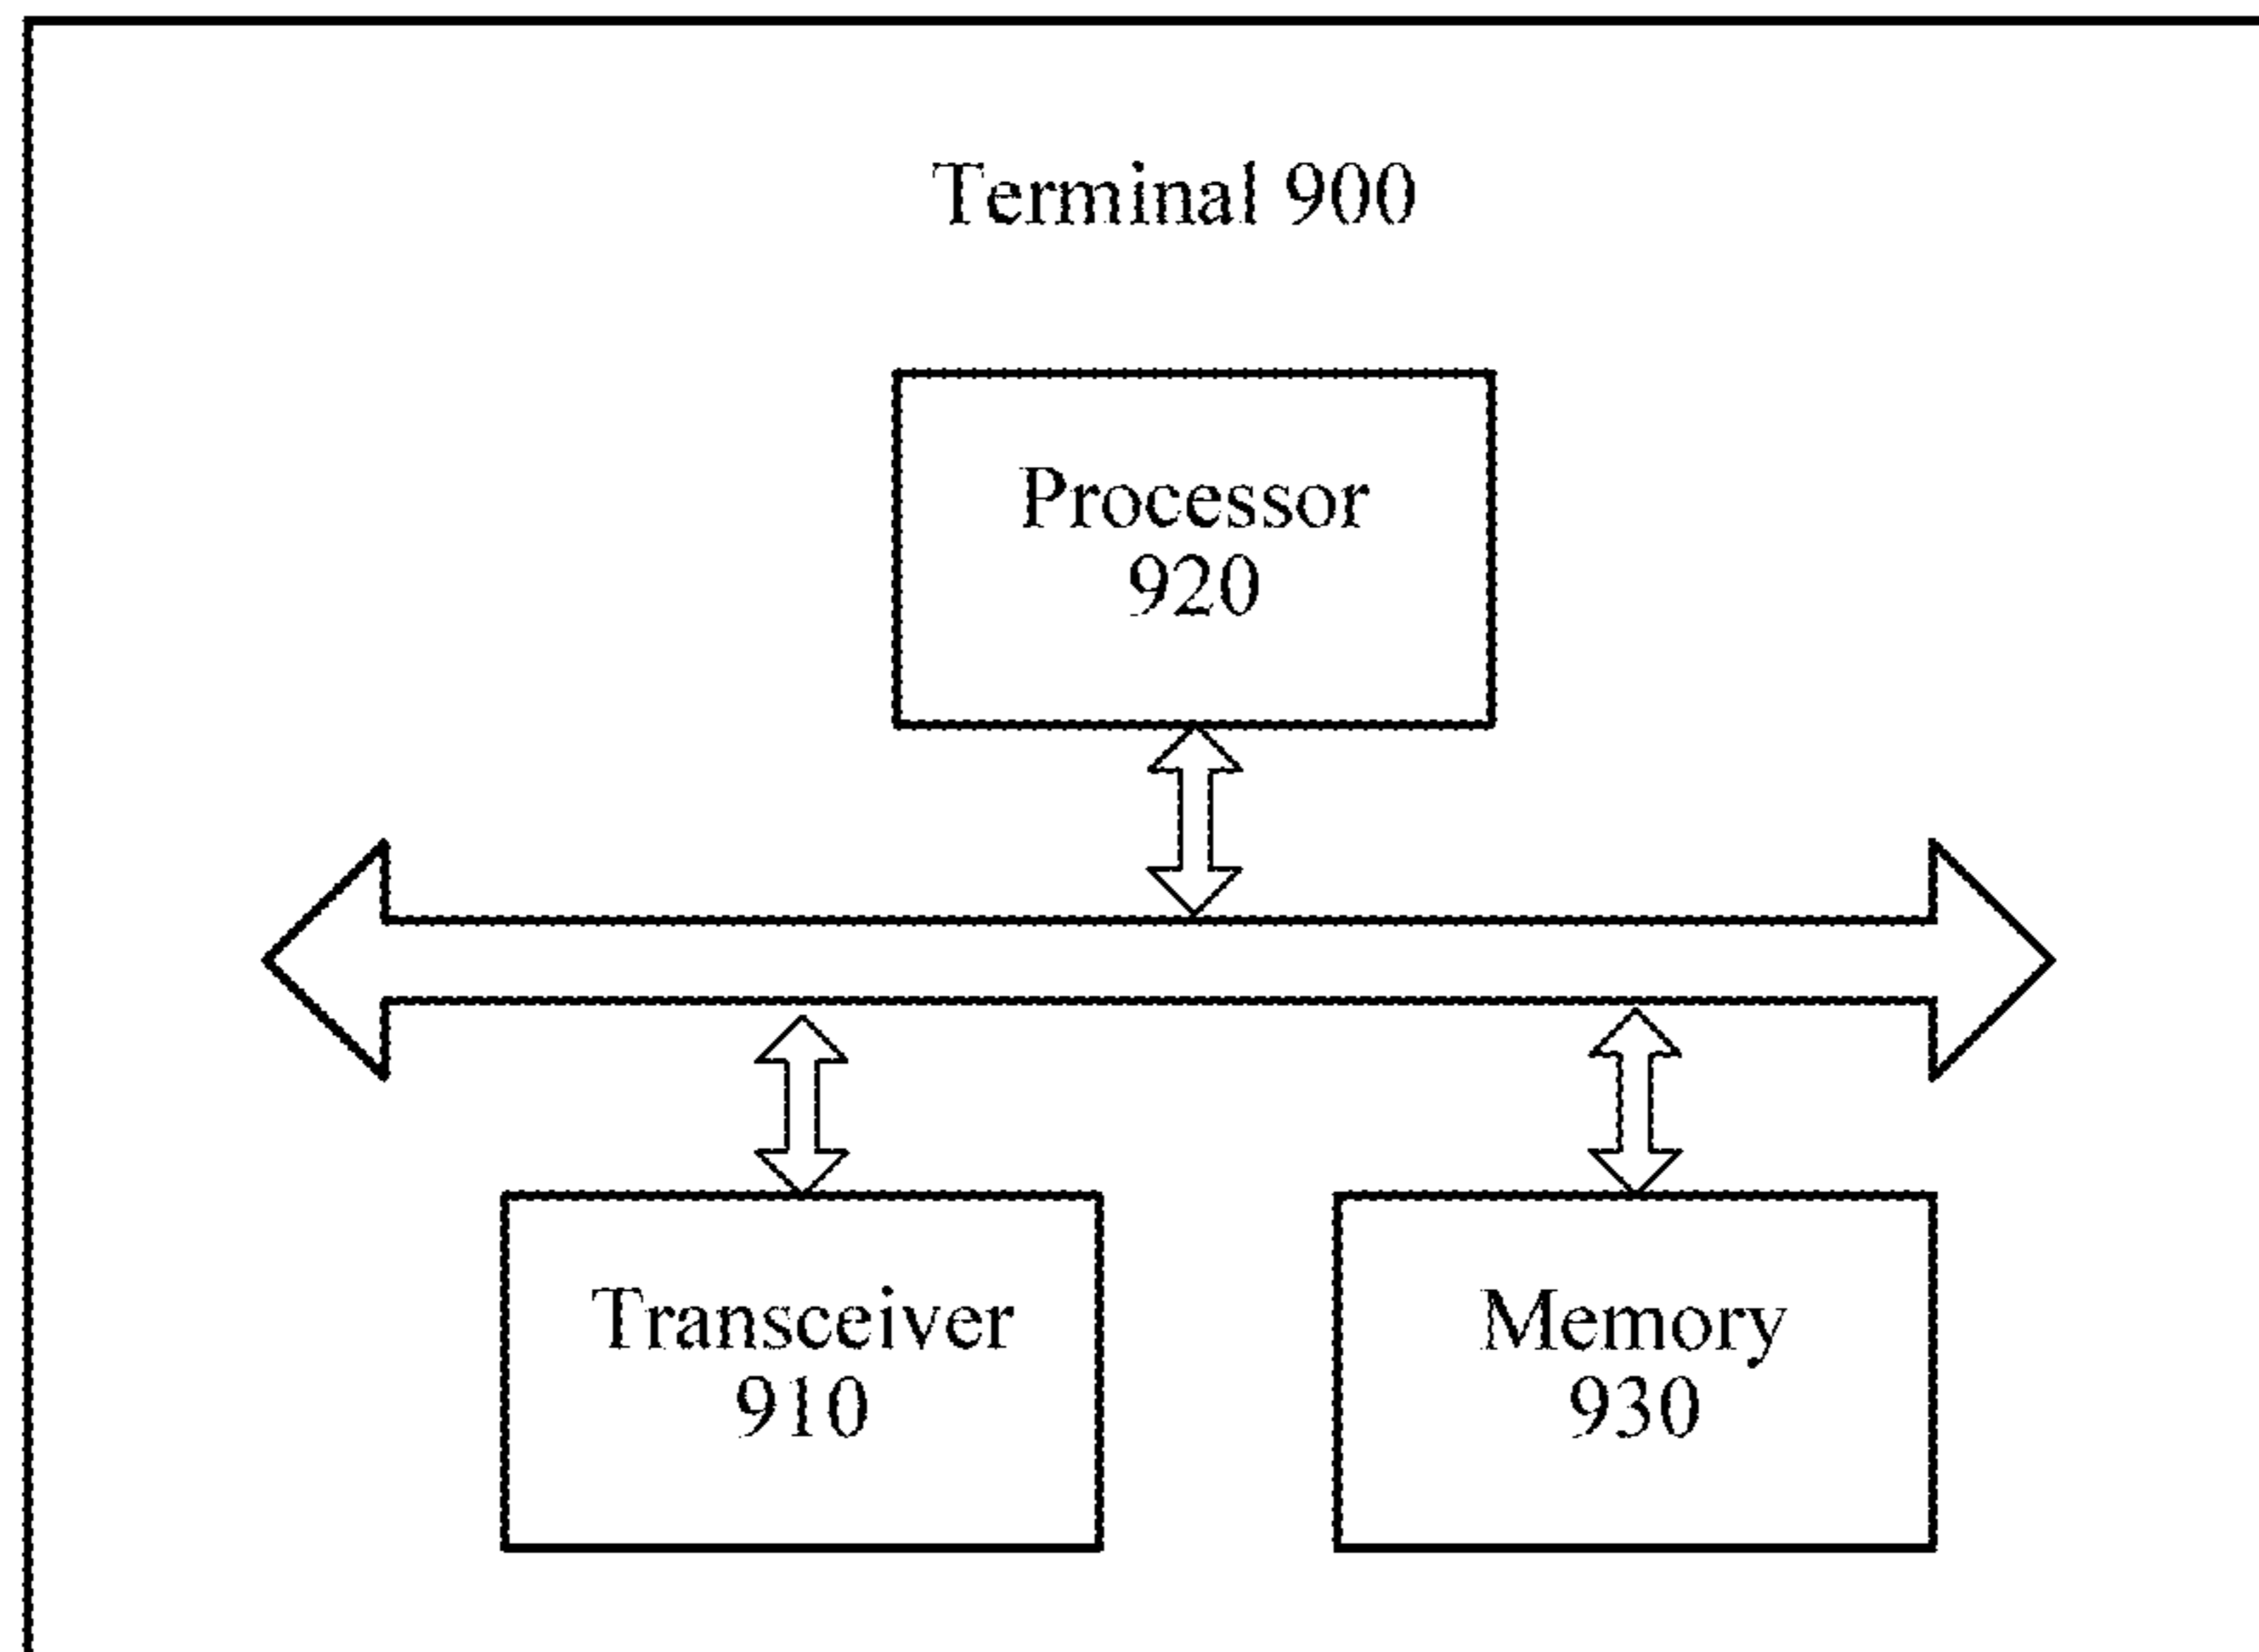 Terminal 900
Processor
920
Transceiver
910
Memory
930